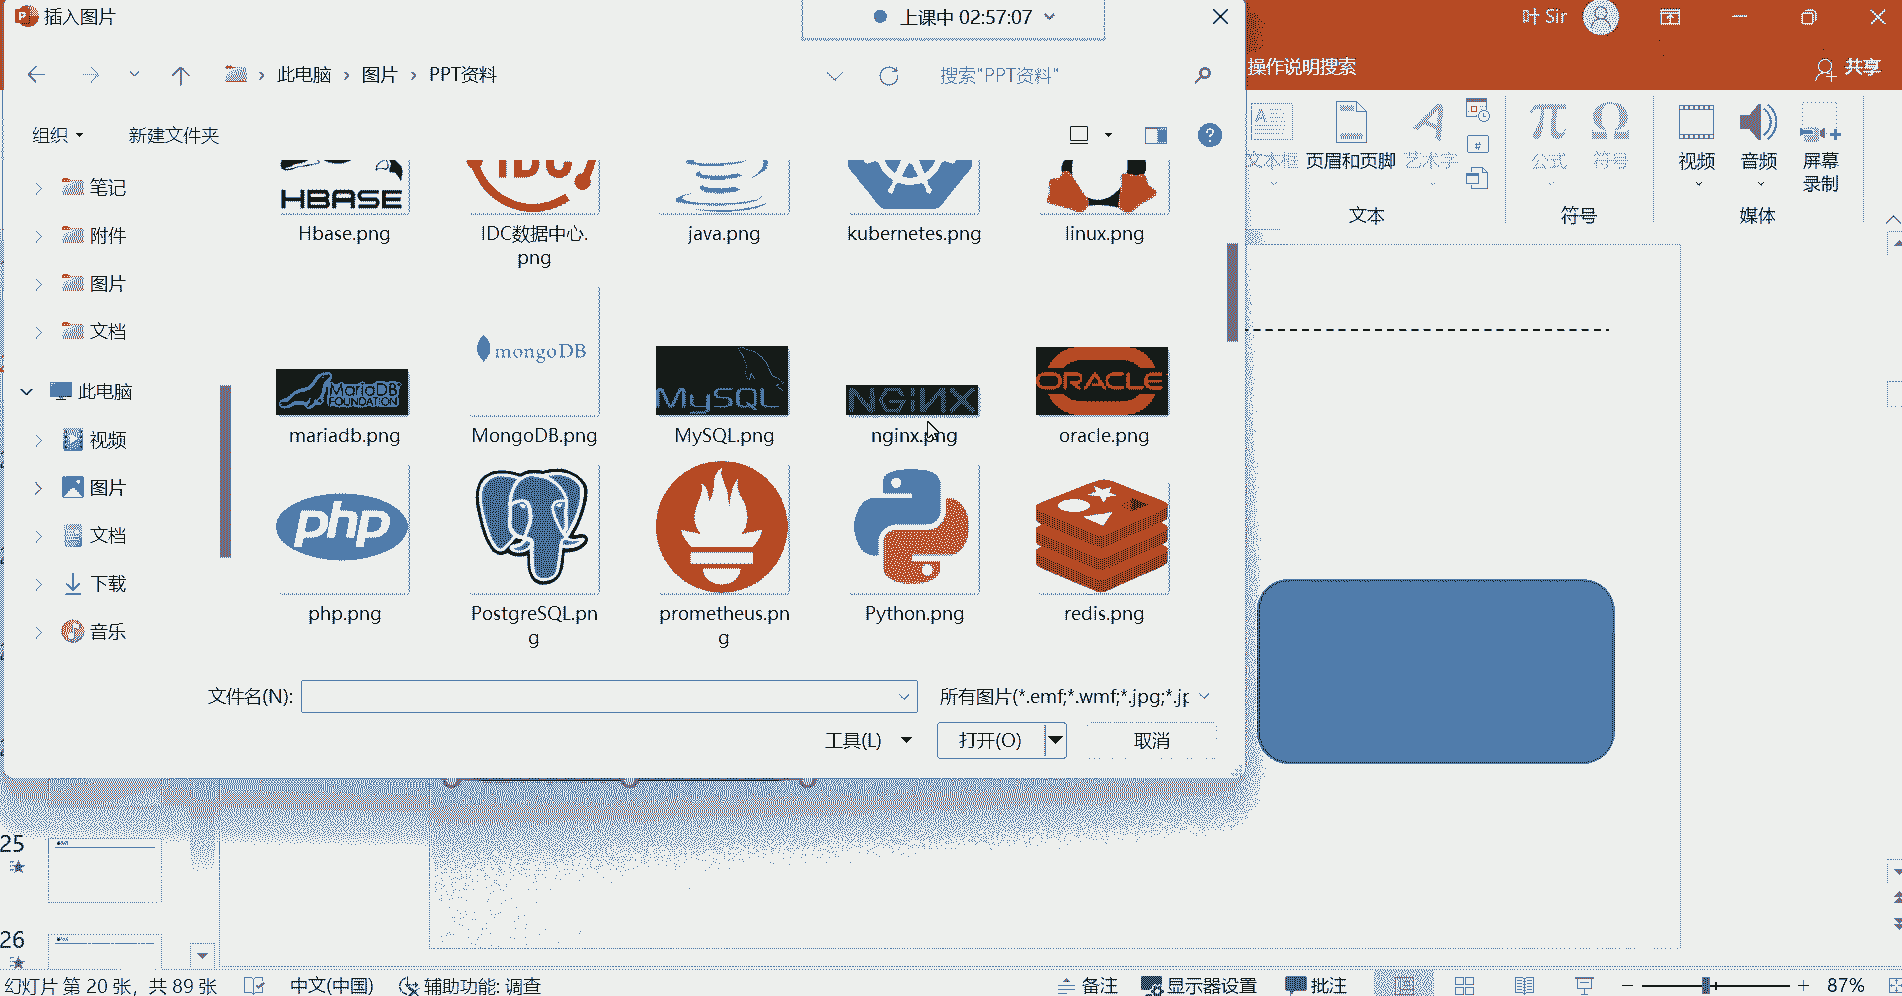 插入图片
上课中 02:57:07
叶 Sir
此电脑 › 图片 › PPT资料
搜索"PPT资料"
操作说明搜索
共享
组织
新建文件夹
文本框
页眉和页脚
艺术字
公式
符号
视频
音频
屏幕
录制
文本
符号
媒体
笔记
附件
图片
文档
此电脑
视频
图片
文档
下载
音乐
HBASE
IDC
Hbase.png
IDC数据中心.
png
java.png
kubernetes.png
linux.png
MariaDB
FOUNDATION
mongoDB
MySQL
NGINX
ORACLE
mariadb.png
MongoDB.png
MySQL.png
nginx.png
oracle.png
php
php.png
PostgreSQL.pn
g
prometheus.pn
g
Python.png
redis.png
文件名(N):
所有图片(*.emf;*.wmf;*.jpg;*.jp
工具(L)
打开(O)
取消
25
26
幻灯片 第 20 张，共 89 张
中文(中国)
辅助功能: 调查
备注
显示器设置
批注
87%